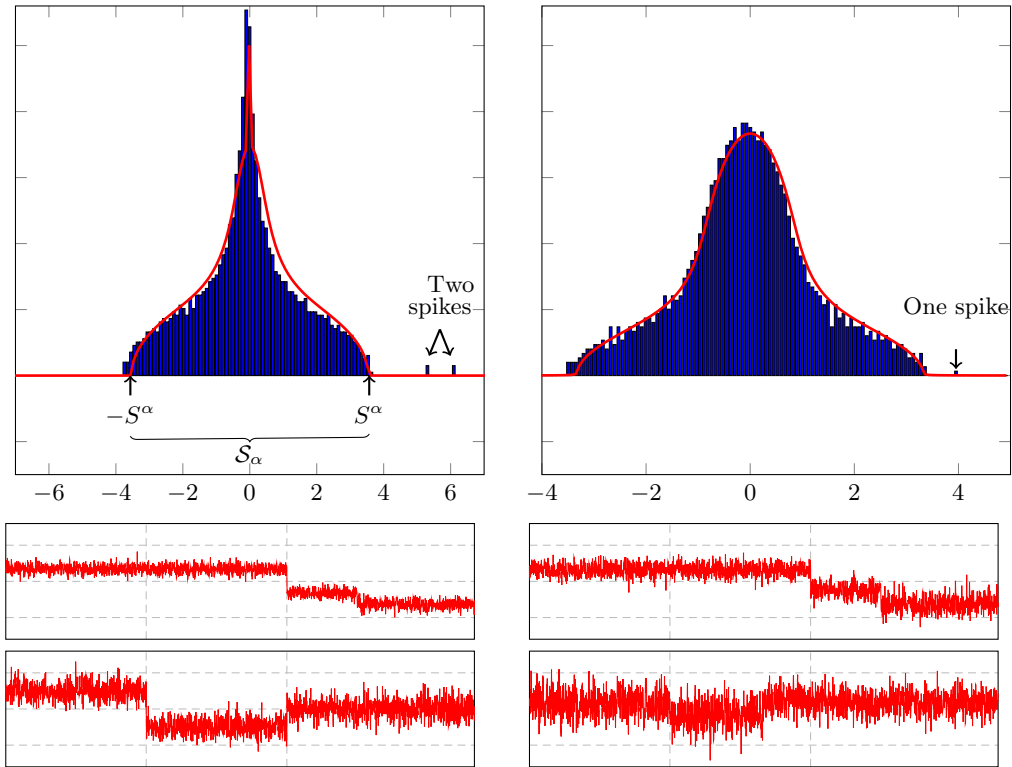 Two
spikes
−S^α
S^α
𝒮_α
−6 −4 −2 0 2 4 6
One spike
−4 −2 0 2 4